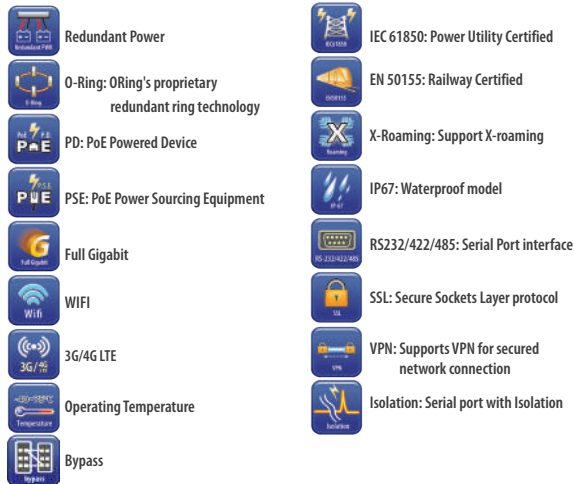 Redundant PWR
Redundant Power
O-Ring
O-Ring: ORing's proprietary
redundant ring technology
PoE P.D.
PoE
PD: PoE Powered Device
P.S.E.
PSE: PoE Power Sourcing Equipment
G
Full Gigabit
Full Gigabit
Wifi
WIFI
3G/4G
3G/4G LTE
Temperature
Operating Temperature
bypass
Bypass
IEC61850
IEC 61850: Power Utility Certified
EN50155
EN 50155: Railway Certified
X
Roaming
X-Roaming: Support X-roaming
IP-67
IP67: Waterproof model
RS-232/422/485
RS232/422/485: Serial Port interface
SSL
SSL: Secure Sockets Layer protocol
VPN
VPN: Supports VPN for secured
network connection
Isolation
Isolation: Serial port with Isolation